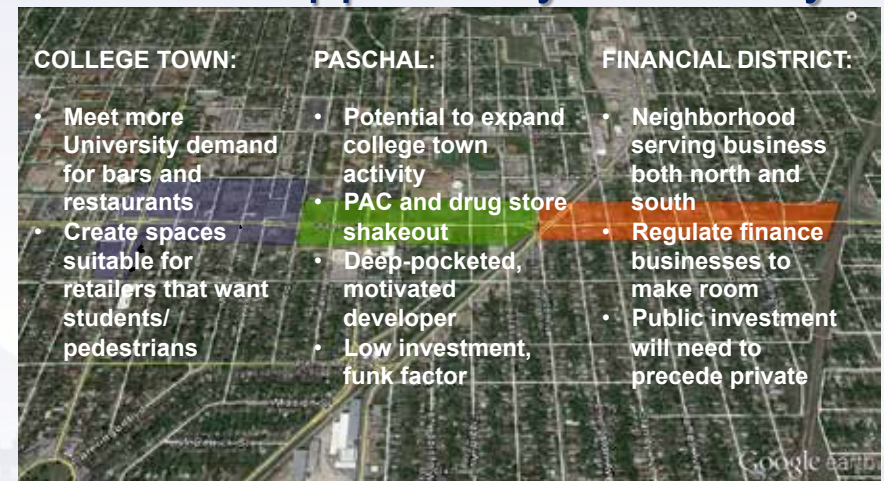 COLLEGE TOWN:
• Meet more
University demand
for bars and
restaurants
• Create spaces
suitable for
retailers that want
students/
pedestrians
PASCHAL:
• Potential to expand
college town
activity
• PAC and drug store
shakeout
• Deep-pocketed,
motivated
developer
• Low investment,
funk factor
FINANCIAL DISTRICT:
• Neighborhood
serving business
both north and
south
• Regulate finance
businesses to
make room
• Public investment
will need to
precede private
Google earth